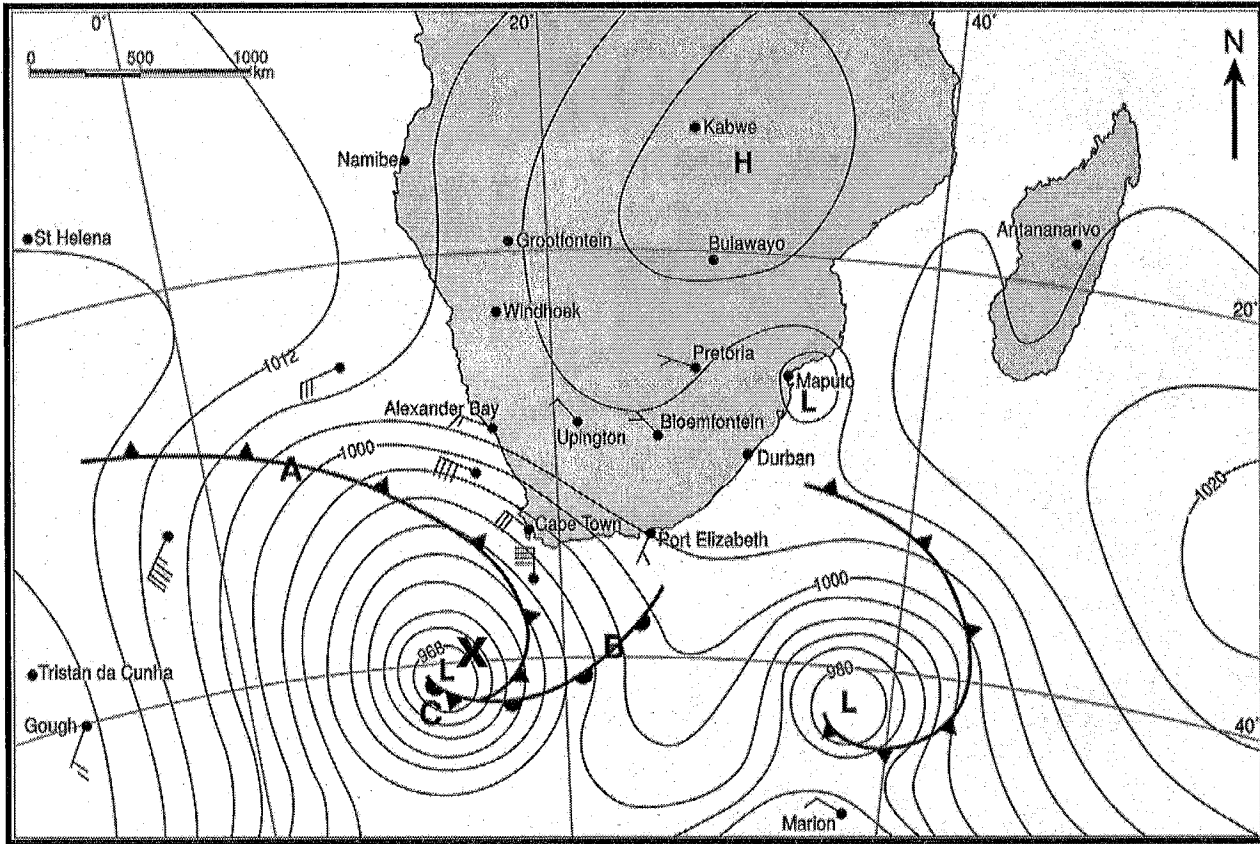 0°
20°
40°
N
0 500 1000
km
Kabwe
H
Namibe
St Helena
Grootfontein
Bulawayo
Antananarivo
Windhoek
20°
1012
Pretoria
Maputo
L
Alexander Bay
Upington
Bloemfontein
Durban
1000
A
1020
Cape Town
Port Elizabeth
1000
B
968
X
L
980
L
Tristan da Cunha
C
Gough
40°
Marion